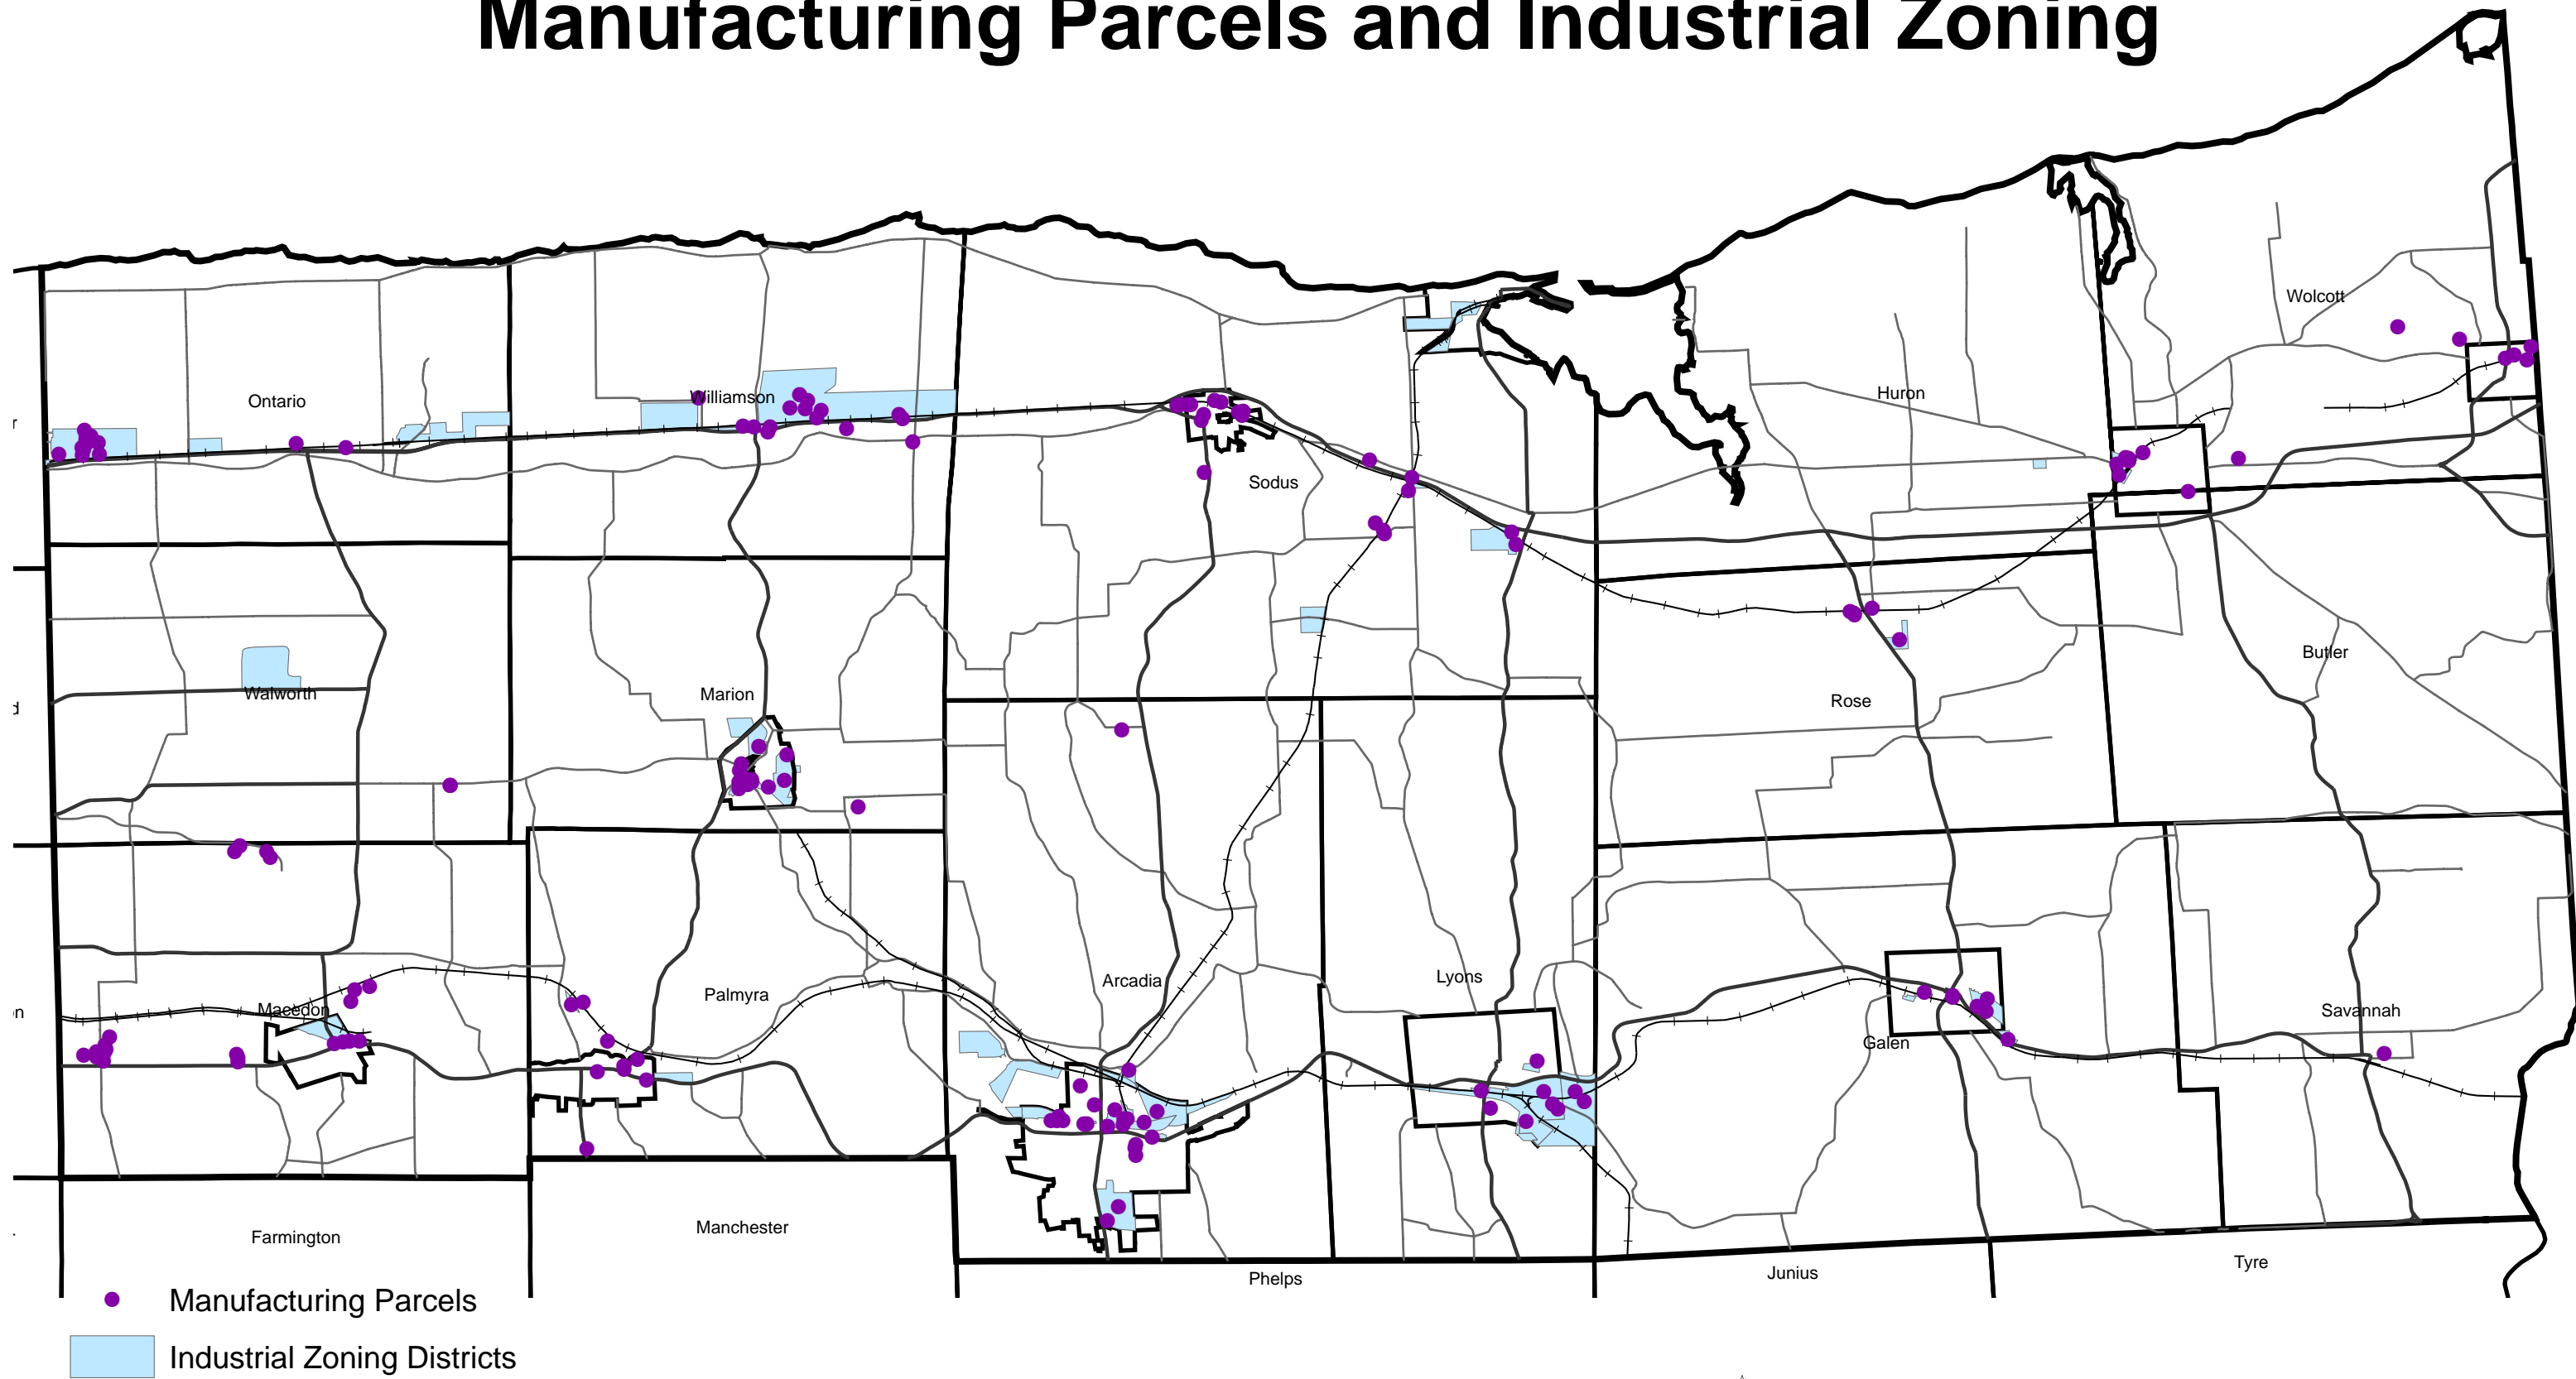 Manufacturing Parcels and Industrial Zoning
Wolcott
Ontario
Williamson
Huron
Sodus
Walworth
Marion
Rose
Butler
Macedon
Palmyra
Arcadia
Lyons
Galen
Savannah
Farmington
Manchester
Phelps
Junius
Tyre
Manufacturing Parcels
Industrial Zoning Districts